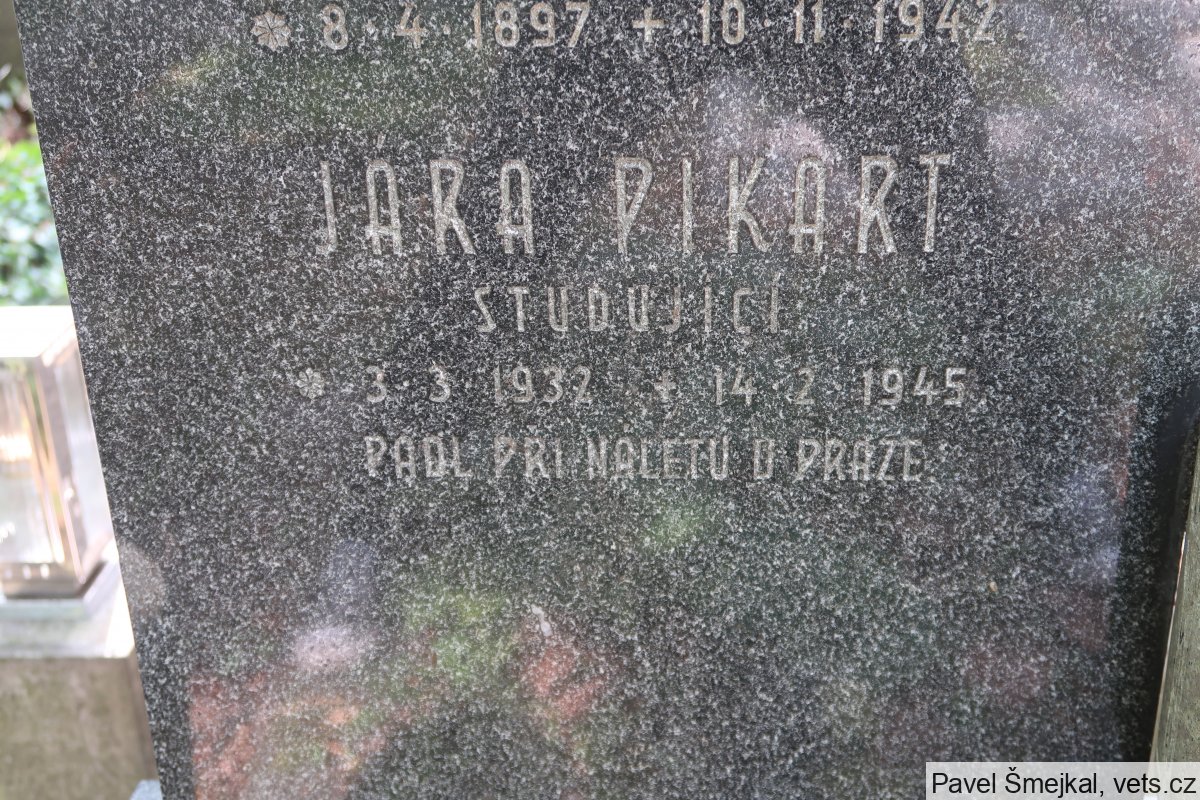 * 8 · 4 · 1897 + 10 · 11 · 1942
JÁRA PIKART
STUDUJÍCÍ
* 3 · 3 · 1932 + 14 · 2 · 1945
PADL PŘI NÁLETU V PRAZE.
Pavel Šmejkal, vets.cz